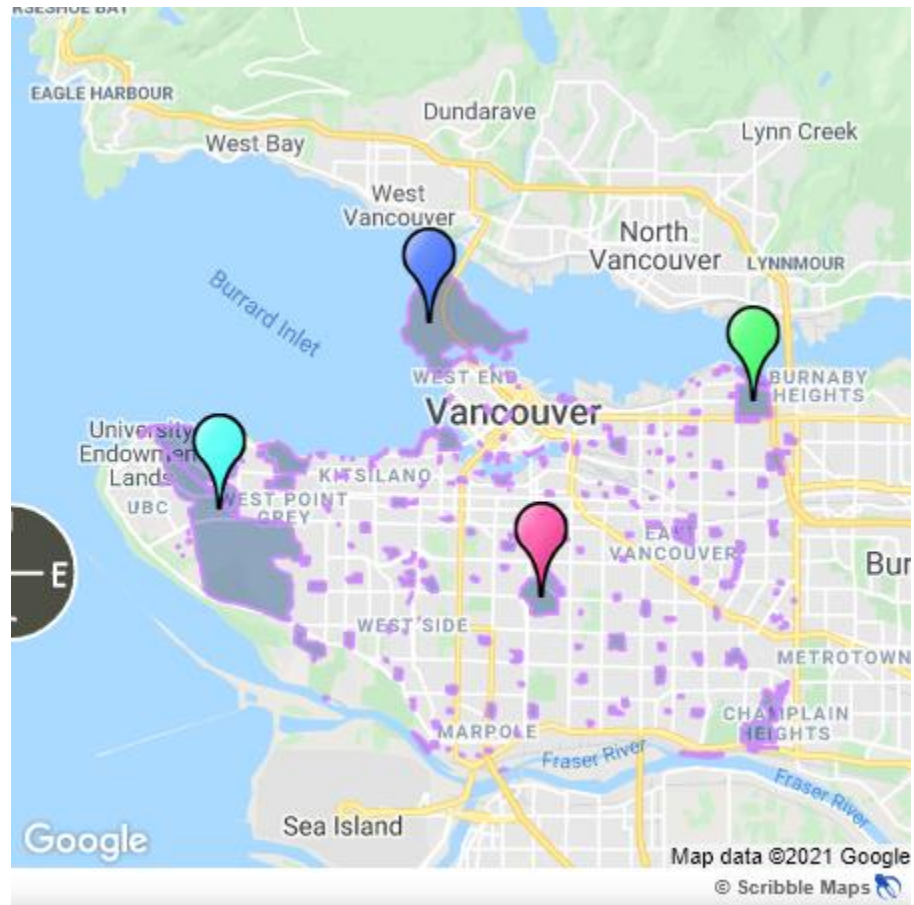 RSESHOE BAY
EAGLE HARBOUR
Dundarave
Lynn Creek
West Bay
West
Vancouver
North
Vancouver
LYNNMOUR
Burrard Inlet
WEST END
BURNABY
HEIGHTS
Vancouver
University
Endowmen
Lands
KITSILANO
UBC
WEST POINT
GREY
EAST
VANCOUVER
Bur
E
WEST SIDE
METROTOWN
CHAMPLAIN
HEIGHTS
MARPOLE
Fraser River
Fraser River
Sea Island
Google
Map data ©2021 Google
© Scribble Maps